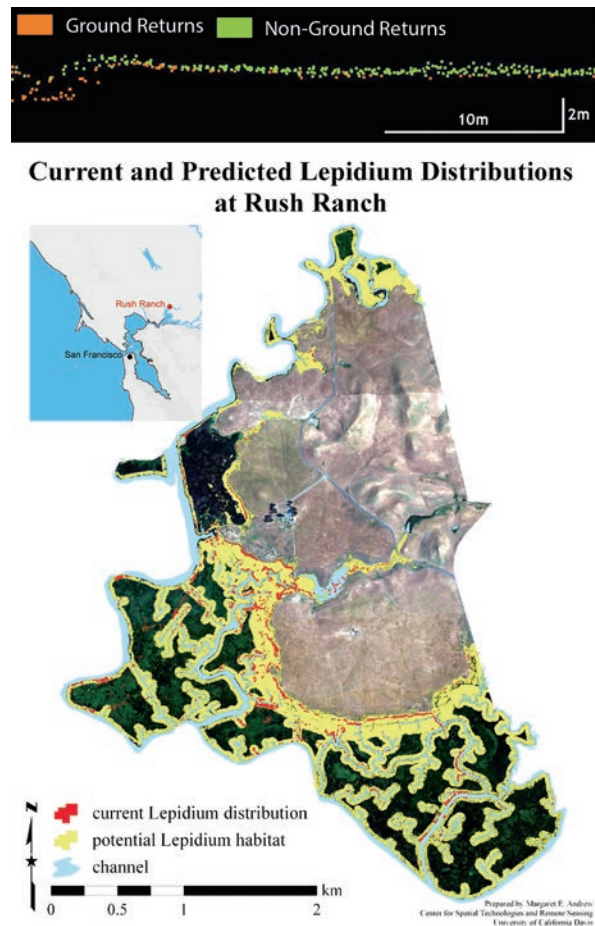 Ground Returns Non-Ground Returns
10m
2m
Current and Predicted Lepidium Distributions
at Rush Ranch
Rush Ranch
San Francisco
N
current Lepidium distribution
potential Lepidium habitat
channel
km
0 0.5 1 2
Prepared by Margaret E. Andrew
Center for Spatial Technologies and Remote Sensing
University of California Davis